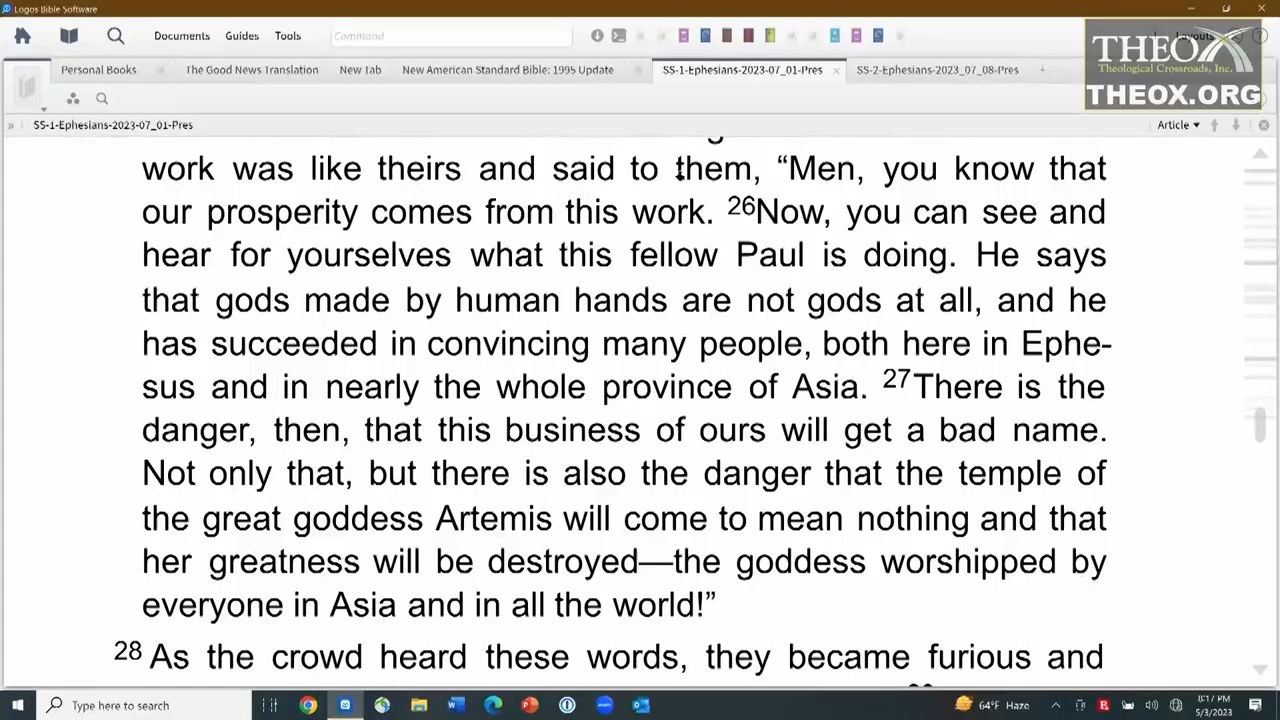 Logos Bible Software
Documents Guides Tools Command
THEOX
Theological Crossroads, Inc.
THEOX.ORG
Personal Books The Good News Translation New Tab SS-1-Ephesians-2023-07_01-Pres SS-2-Ephesians-2023_07_08-Pres
SS-1-Ephesians-2023-07_01-Pres Article
work was like theirs and said to them, “Men, you know that
our prosperity comes from this work. 26Now, you can see and
hear for yourselves what this fellow Paul is doing. He says
that gods made by human hands are not gods at all, and he
has succeeded in convincing many people, both here in Ephe-
sus and in nearly the whole province of Asia. 27There is the
danger, then, that this business of ours will get a bad name.
Not only that, but there is also the danger that the temple of
the great goddess Artemis will come to mean nothing and that
her greatness will be destroyed—the goddess worshipped by
everyone in Asia and in all the world!”
28 As the crowd heard these words, they became furious and
Type here to search 64°F Haze
5/3/2023